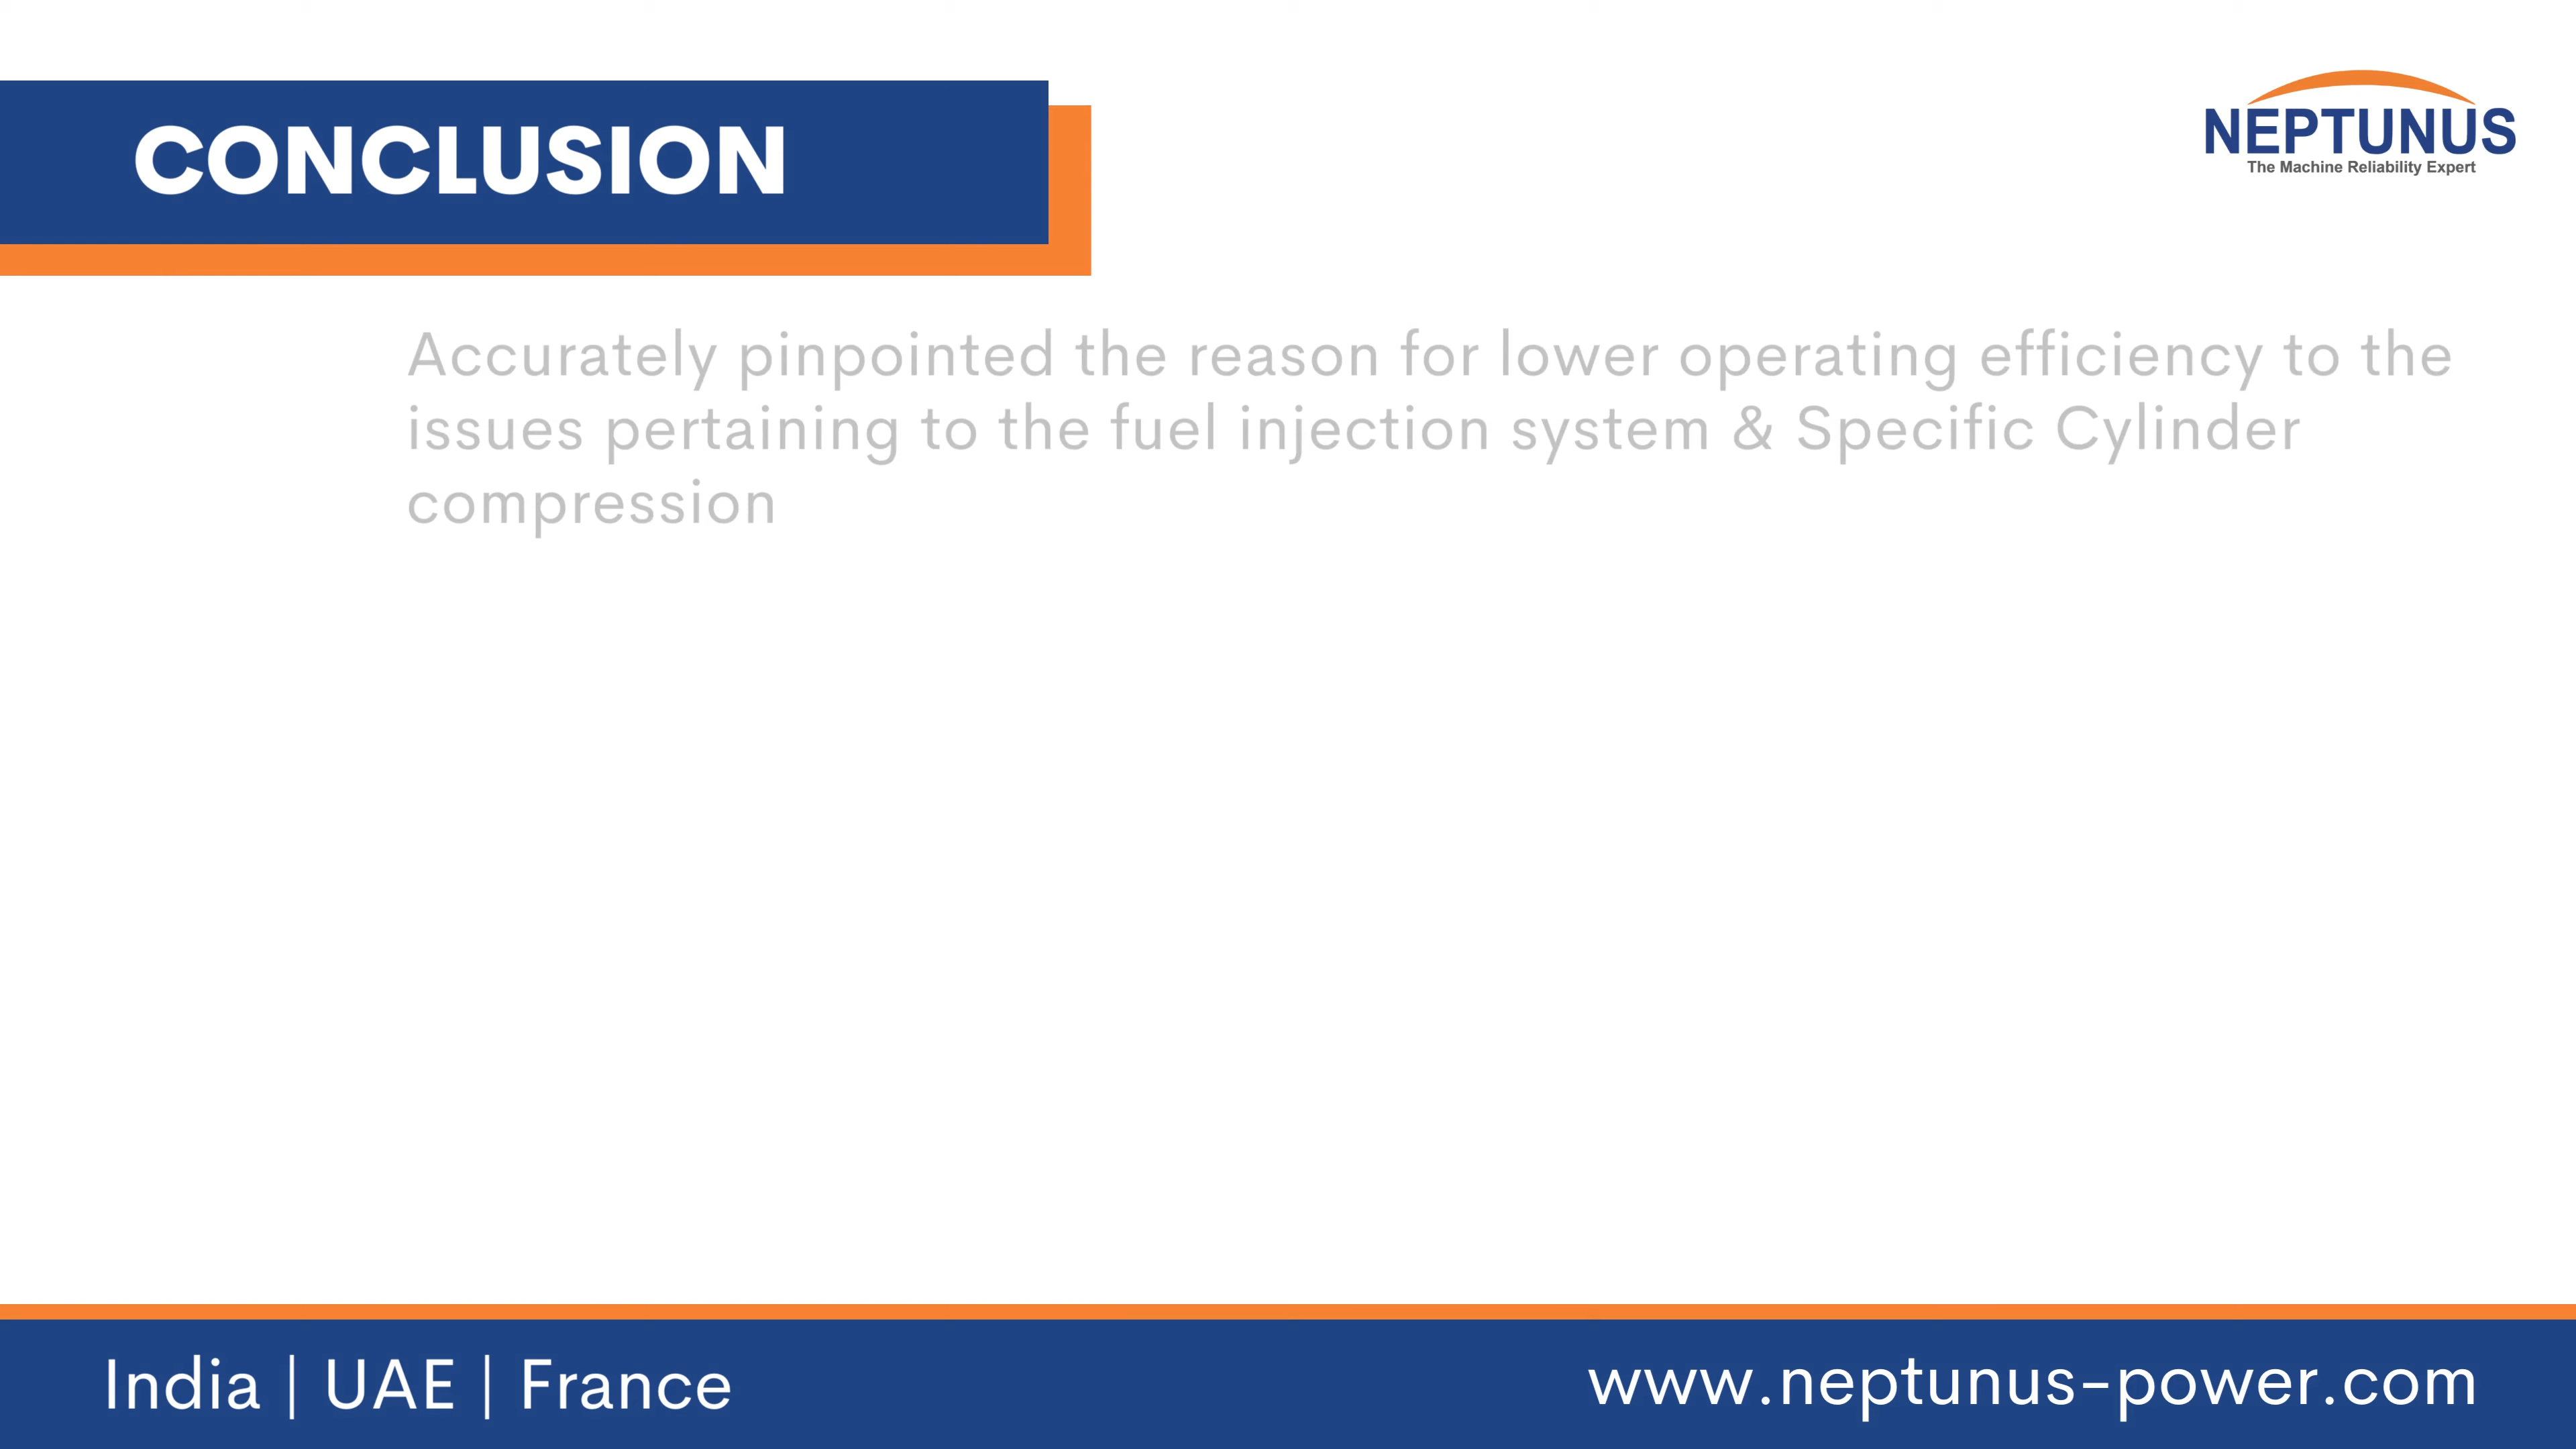 CONCLUSION
NEPTUNUS
The Machine Reliability Expert
Accurately pinpointed the reason for lower operating efficiency to the
issues pertaining to the fuel injection system & Specific Cylinder
compression
India | UAE | France
www.neptunus-power.com